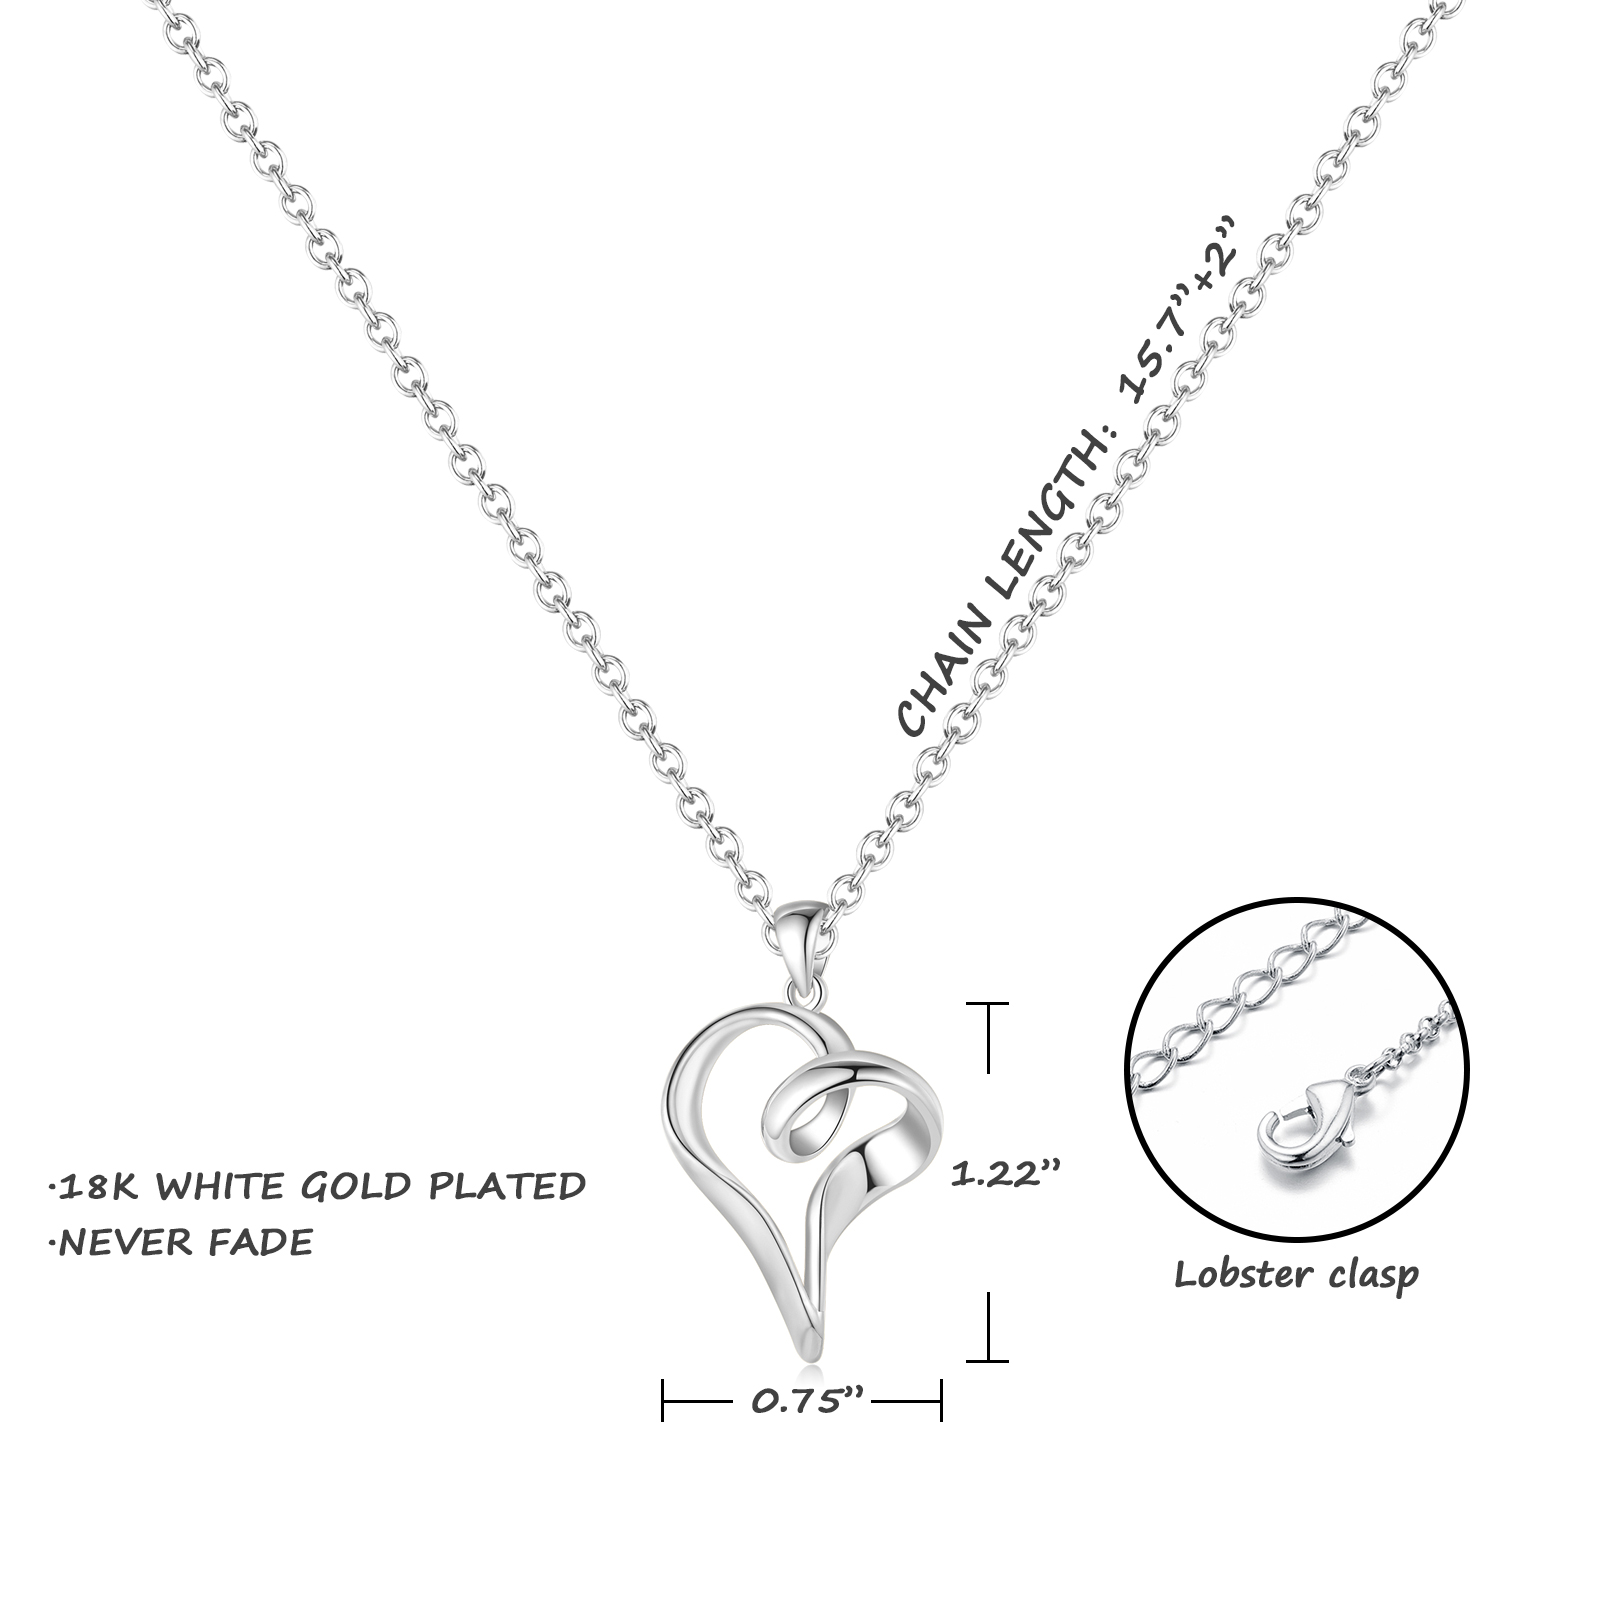 CHAIN LENGTH: 15.7”+2”
·18K WHITE GOLD PLATED
·NEVER FADE
1.22”
Lobster clasp
0.75”